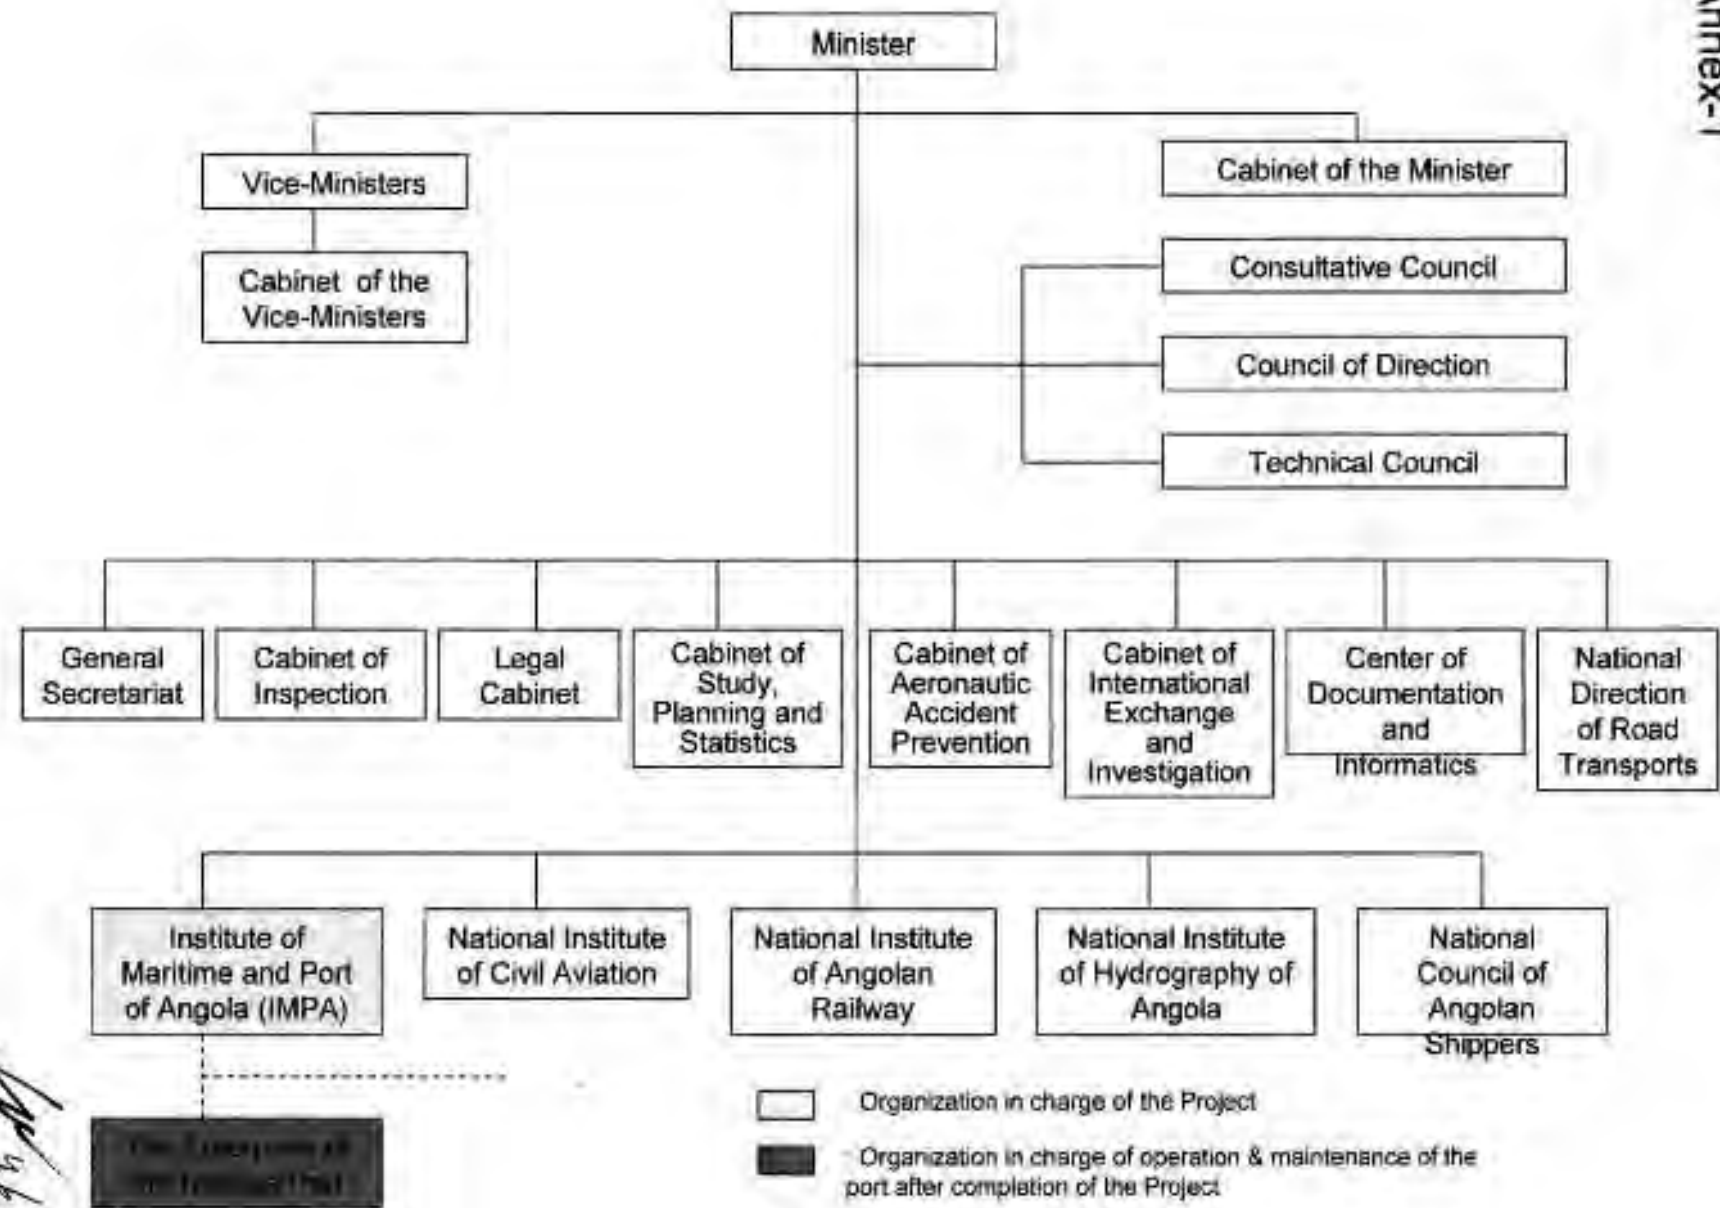 Annex-1
Minister
Vice-Ministers
Cabinet of the Minister
Cabinet of the
Vice-Ministers
Consultative Council
Council of Direction
Technical Council
General
Secretariat
Cabinet of
Inspection
Legal
Cabinet
Cabinet of
Study,
Planning and
Statistics
Cabinet of
Aeronautic
Accident
Prevention
Cabinet of
International
Exchange
and
Investigation
Center of
Documentation
and
Informatics
National
Direction
of Road
Transports
Institute of
Maritime and Port
of Angola (IMPA)
National Institute
of Civil Aviation
National Institute
of Angolan
Railway
National Institute
of Hydrography of
Angola
National
Council of
Angolan
Shippers
Organization in charge of the Project
Organization in charge of operation & maintenance of the
port after completion of the Project